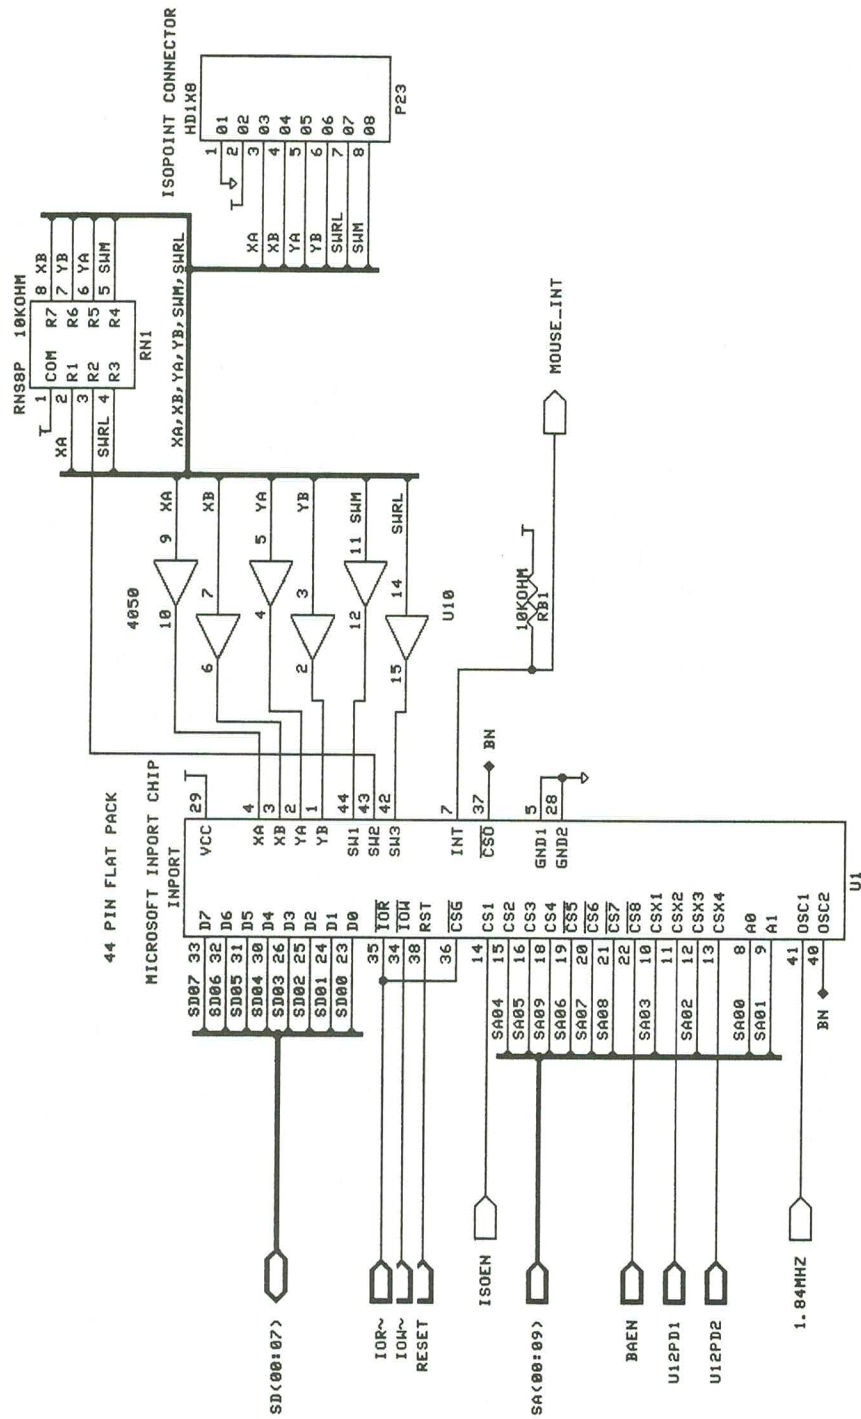 44 PIN FLAT PACK
MICROSOFT INPORT CHIP
INPORT
SD07 33 D7
SD06 32 D6
SD05 31 D5
SD04 30 D4
SD03 26 D3
SD02 25 D2
SD01 24 D1
SD00 23 D0
SD(00:07)
IOR~ 35 IOR
IOW~ 34 IOW
RESET 38 RST
36 CSG
ISOEN 14 CS1
SA04 15 CS2
SA05 16 CS3
SA09 18 CS4
SA06 19 CS5
SA07 20 CS6
SA08 21 CS7
22 CS8
SA03 10 CSX1
11 CSX2
SA02 12 CSX3
13 CSX4
SA00 8 A0
SA01 9 A1
SA(00:09)
BAEN
U12PD1
U12PD2
1.84MHZ
41 OSC1
BN 40 OSC2
U1
VCC 29
XA 4
XB 3
YA 2
YB 1
SW1 44
SW2 43
SW3 42
INT 7
CSO 37 BN
GND1 5
GND2 28
4050
10 9 XA
6 7 XB
4 5 YA
2 3 YB
12 11 SWM
15 14 SWRL
U10
10KOHM
RB1
MOUSE_INT
RNS8P 10KOHM
1 COM R7 8 XB
XA 2 R1 R6 7 YB
3 R2 R5 6 YA
SWRL 4 R3 R4 5 SWM
RN1
XA,XB,YA,YB,SWM,SWRL
ISOPOINT CONNECTOR
HD1X8
1 01
2 02
XA 3 03
XB 4 04
YA 5 05
YB 6 06
SWRL 7 07
SWM 8 08
P23